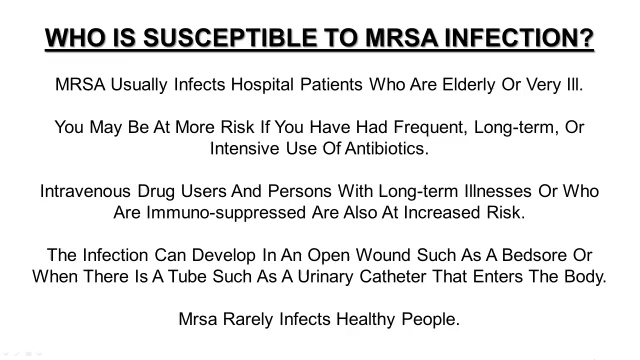 WHO IS SUSCEPTIBLE TO MRSA INFECTION?
MRSA Usually Infects Hospital Patients Who Are Elderly Or Very Ill.
You May Be At More Risk If You Have Had Frequent, Long-term, Or
Intensive Use Of Antibiotics.
Intravenous Drug Users And Persons With Long-term Illnesses Or Who
Are Immuno-suppressed Are Also At Increased Risk.
The Infection Can Develop In An Open Wound Such As A Bedsore Or
When There Is A Tube Such As A Urinary Catheter That Enters The Body.
Mrsa Rarely Infects Healthy People.